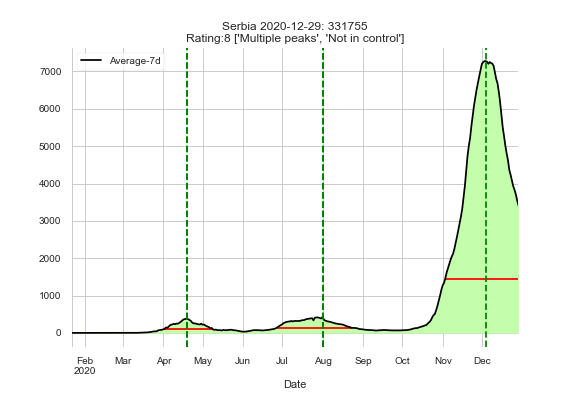 Serbia 2020-12-29: 331755
Rating:8 ['Multiple peaks', 'Not in control']
Average-7d
7000
6000
5000
4000
3000
2000
1000
0
Feb Mar Apr May Jun Jul Aug Sep Oct Nov Dec
2020
Date